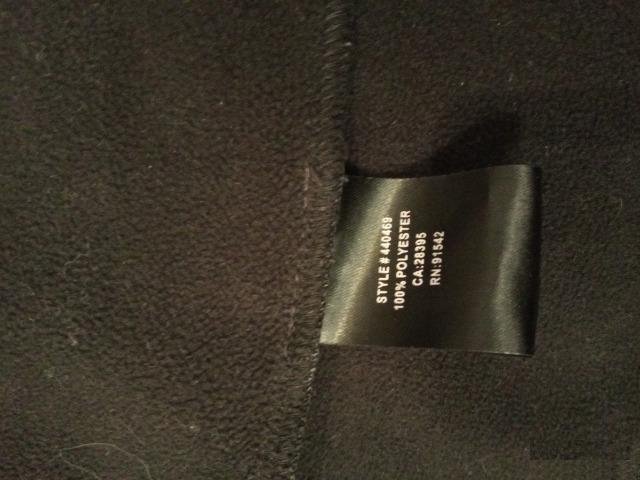 STYLE # 440469
100% POLYESTER
CA:28395
RN:91542